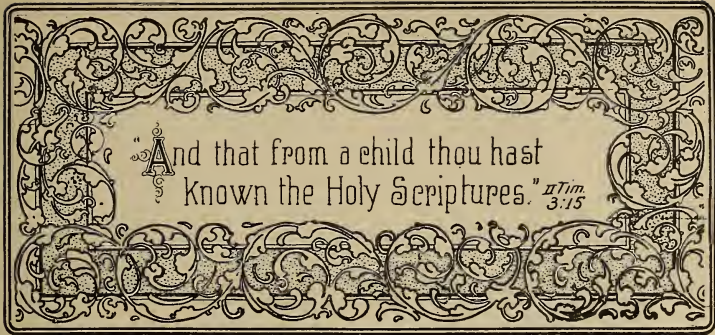 "And that from a child thou hast
Known the Holy Scriptures." II Tim.
3:15